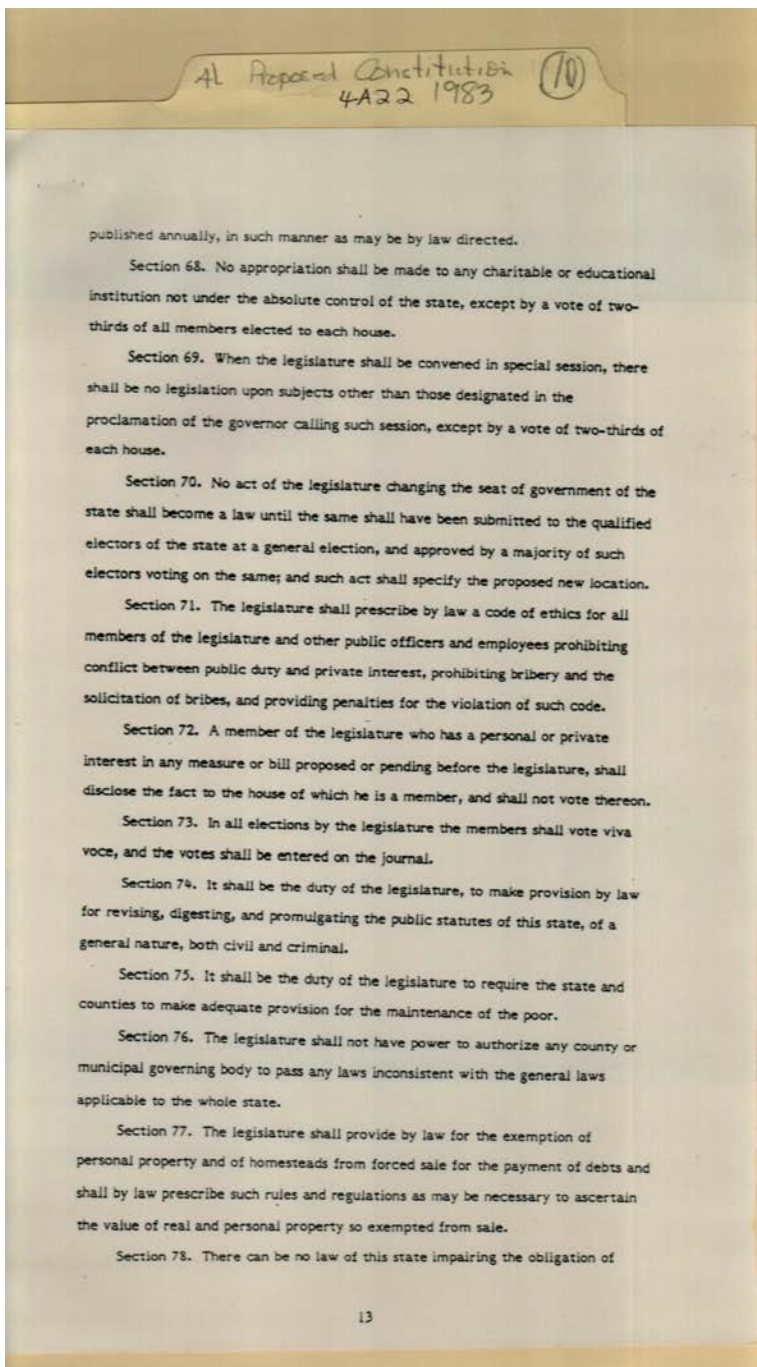 AL Proposed Constitution 10
4A22 1983
published annually, in such manner as may be by law directed.
Section 68. No appropriation shall be made to any charitable or educational
institution not under the absolute control of the state, except by a vote of two-
thirds of all members elected to each house.
Section 69. When the legislature shall be convened in special session, there
shall be no legislation upon subjects other than those designated in the
proclamation of the governor calling such session, except by a vote of two-thirds of
each house.
Section 70. No act of the legislature changing the seat of government of the
state shall become a law until the same shall have been submitted to the qualified
electors of the state at a general election, and approved by a majority of such
electors voting on the same; and such act shall specify the proposed new location.
Section 71. The legislature shall prescribe by law a code of ethics for all
members of the legislature and other public officers and employees prohibiting
conflict between public duty and private interest, prohibiting bribery and the
solicitation of bribes, and providing penalties for the violation of such code.
Section 72. A member of the legislature who has a personal or private
interest in any measure or bill proposed or pending before the legislature, shall
disclose the fact to the house of which he is a member, and shall not vote thereon.
Section 73. In all elections by the legislature the members shall vote viva
voce, and the votes shall be entered on the journal.
Section 74. It shall be the duty of the legislature, to make provision by law
for revising, digesting, and promulgating the public statutes of this state, of a
general nature, both civil and criminal.
Section 75. It shall be the duty of the legislature to require the state and
counties to make adequate provision for the maintenance of the poor.
Section 76. The legislature shall not have power to authorize any county or
municipal governing body to pass any laws inconsistent with the general laws
applicable to the whole state.
Section 77. The legislature shall provide by law for the exemption of
personal property and of homesteads from forced sale for the payment of debts and
shall by law prescribe such rules and regulations as may be necessary to ascertain
the value of real and personal property so exempted from sale.
Section 78. There can be no law of this state impairing the obligation of
13